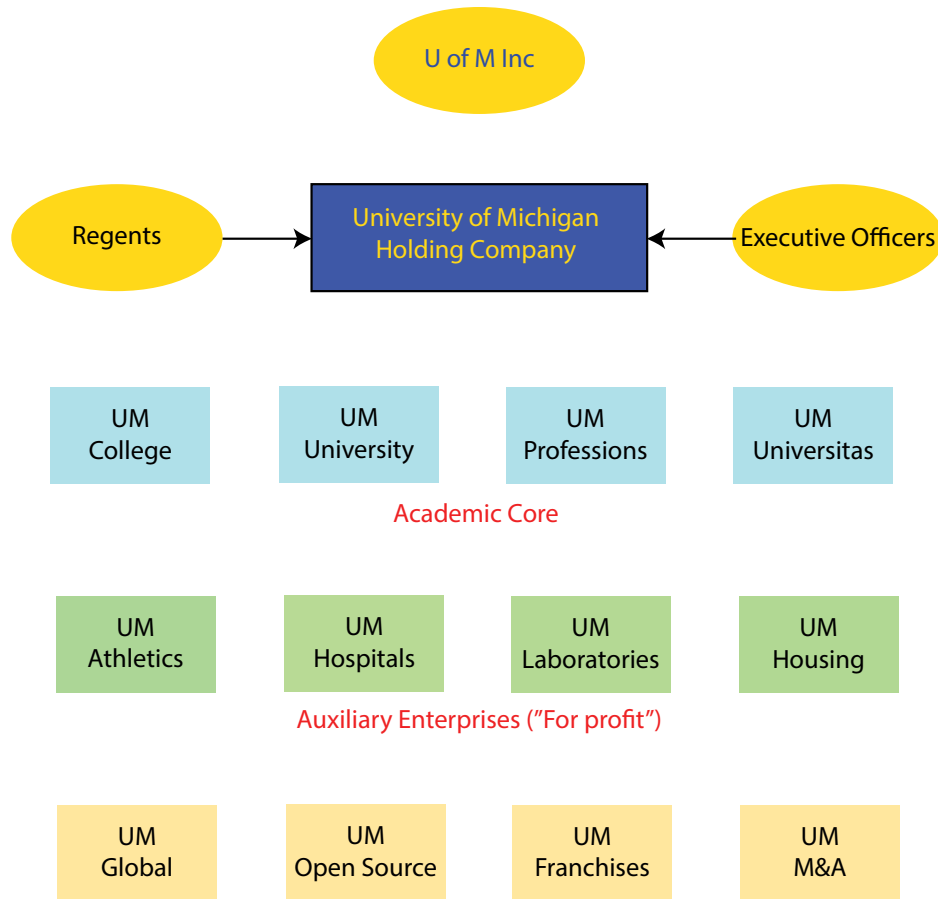 U of M Inc
Regents
University of Michigan
Holding Company
Executive Officers
UM
College
UM
University
UM
Professions
UM
Universitas
Academic Core
UM
Athletics
UM
Hospitals
UM
Laboratories
UM
Housing
Auxiliary Enterprises (”For profit”)
UM
Global
UM
Open Source
UM
Franchises
UM
M&A